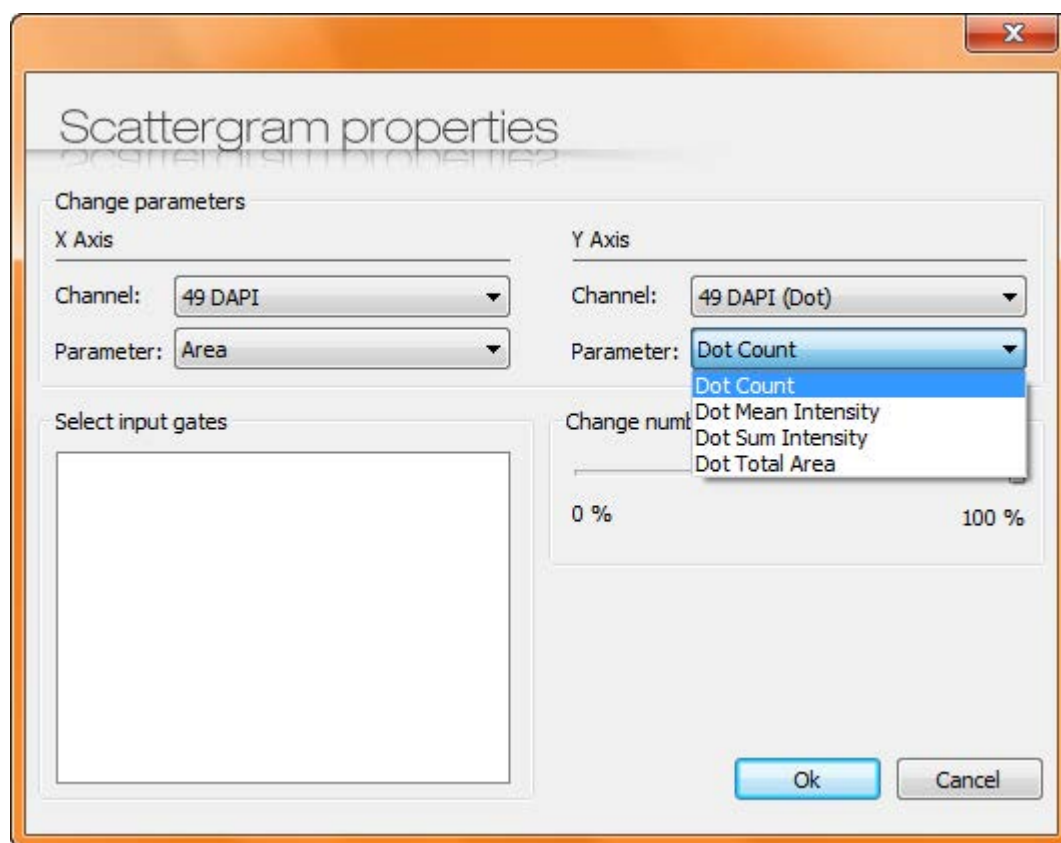 Scattergram properties
Change parameters
X Axis
Y Axis
Channel: 49 DAPI
Channel: 49 DAPI (Dot)
Parameter: Area
Parameter: Dot Count
Dot Count
Dot Mean Intensity
Dot Sum Intensity
Dot Total Area
Select input gates
Change
0 %
100 %
Ok
Cancel